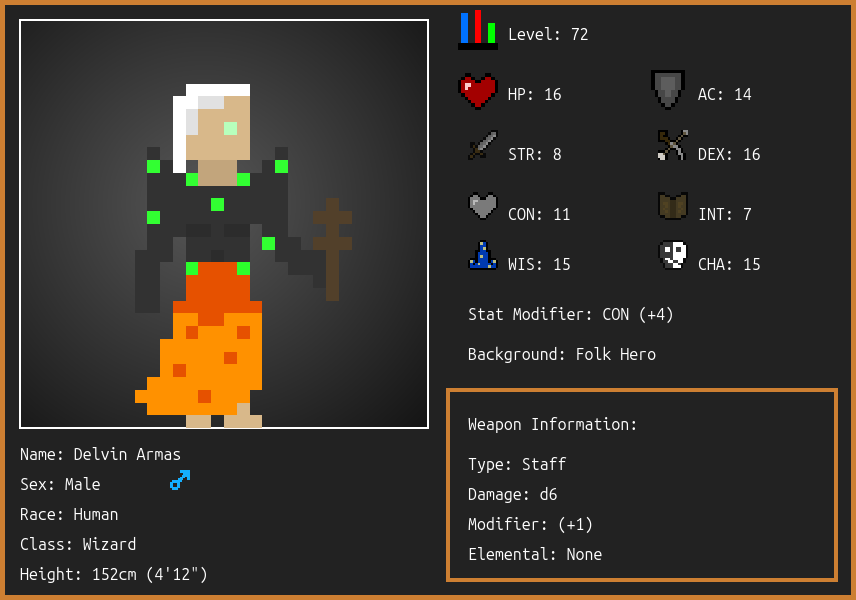 Level: 72
HP: 16
AC: 14
STR: 8
DEX: 16
CON: 11
INT: 7
WIS: 15
CHA: 15
Stat Modifier: CON (+4)
Background: Folk Hero
Weapon Information:
Type: Staff
Damage: d6
Modifier: (+1)
Elemental: None
Name: Delvin Armas
Sex: Male
Race: Human
Class: Wizard
Height: 152cm (4'12")